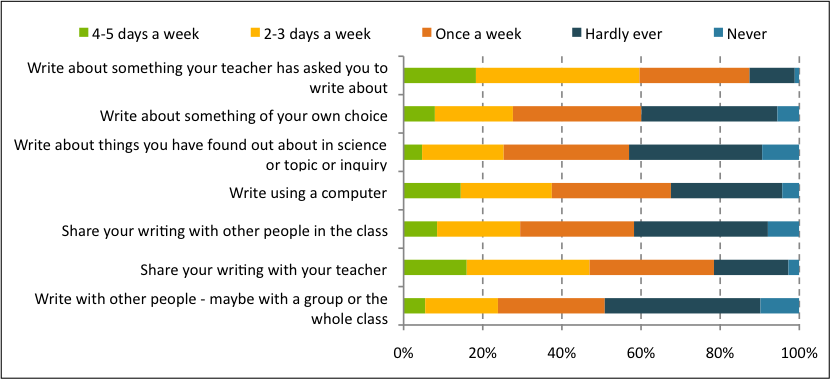 4-5 days a week 2-3 days a week Once a week Hardly ever Never
Write about something your teacher has asked you to
write about
Write about something of your own choice
Write about things you have found out about in science
or topic or inquiry
Write using a computer
Share your writing with other people in the class
Share your writing with your teacher
Write with other people - maybe with a group or the
whole class
0% 20% 40% 60% 80% 100%